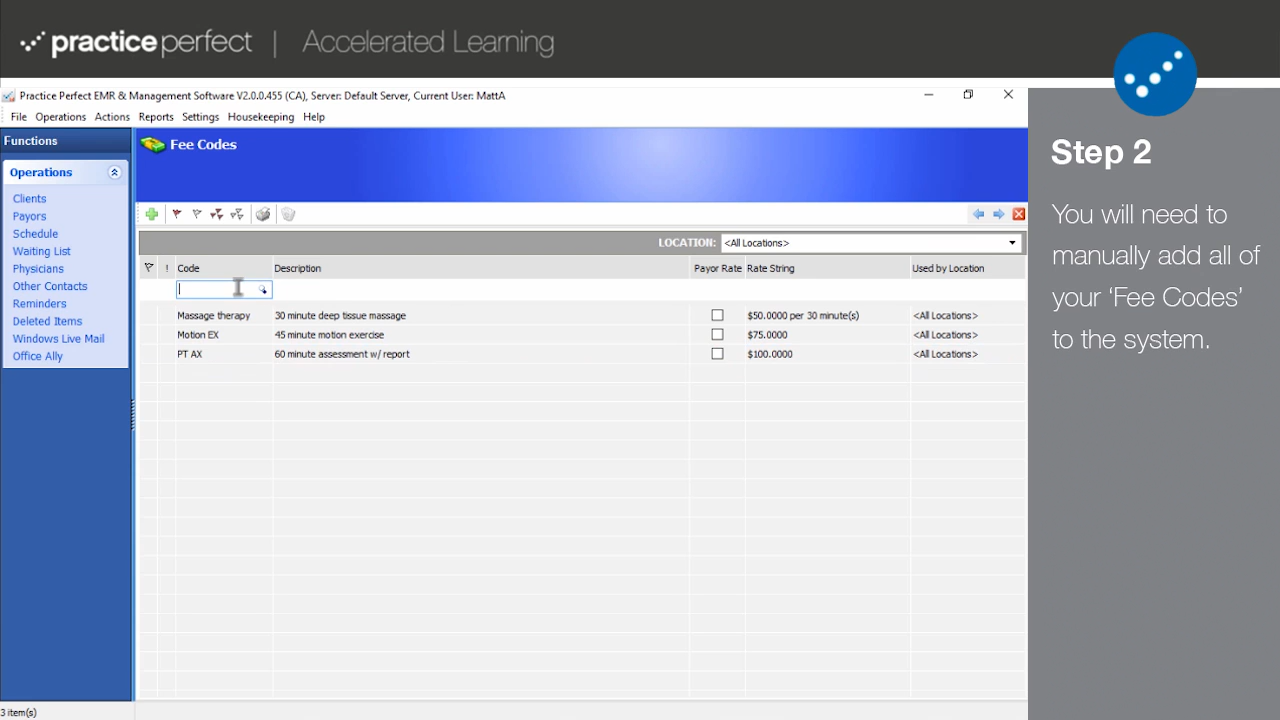 practiceperfect | Accelerated Learning
Practice Perfect EMR & Management Software V2.0.0.455 (CA), Server: Default Server, Current User: MattA
File Operations Actions Reports Settings Housekeeping Help
Functions
Operations
Clients
Payors
Schedule
Waiting List
Physicians
Other Contacts
Reminders
Deleted Items
Windows Live Mail
Office Ally
Fee Codes
LOCATION: <All Locations>
! Code Description Payor Rate Rate String Used by Location
Massage therapy 30 minute deep tissue massage $50.0000 per 30 minute(s) <All Locations>
Motion EX 45 minute motion exercise $75.0000 <All Locations>
PT AX 60 minute assessment w/ report $100.0000 <All Locations>
3 item(s)
Step 2
You will need to
manually add all of
your ‘Fee Codes’
to the system.